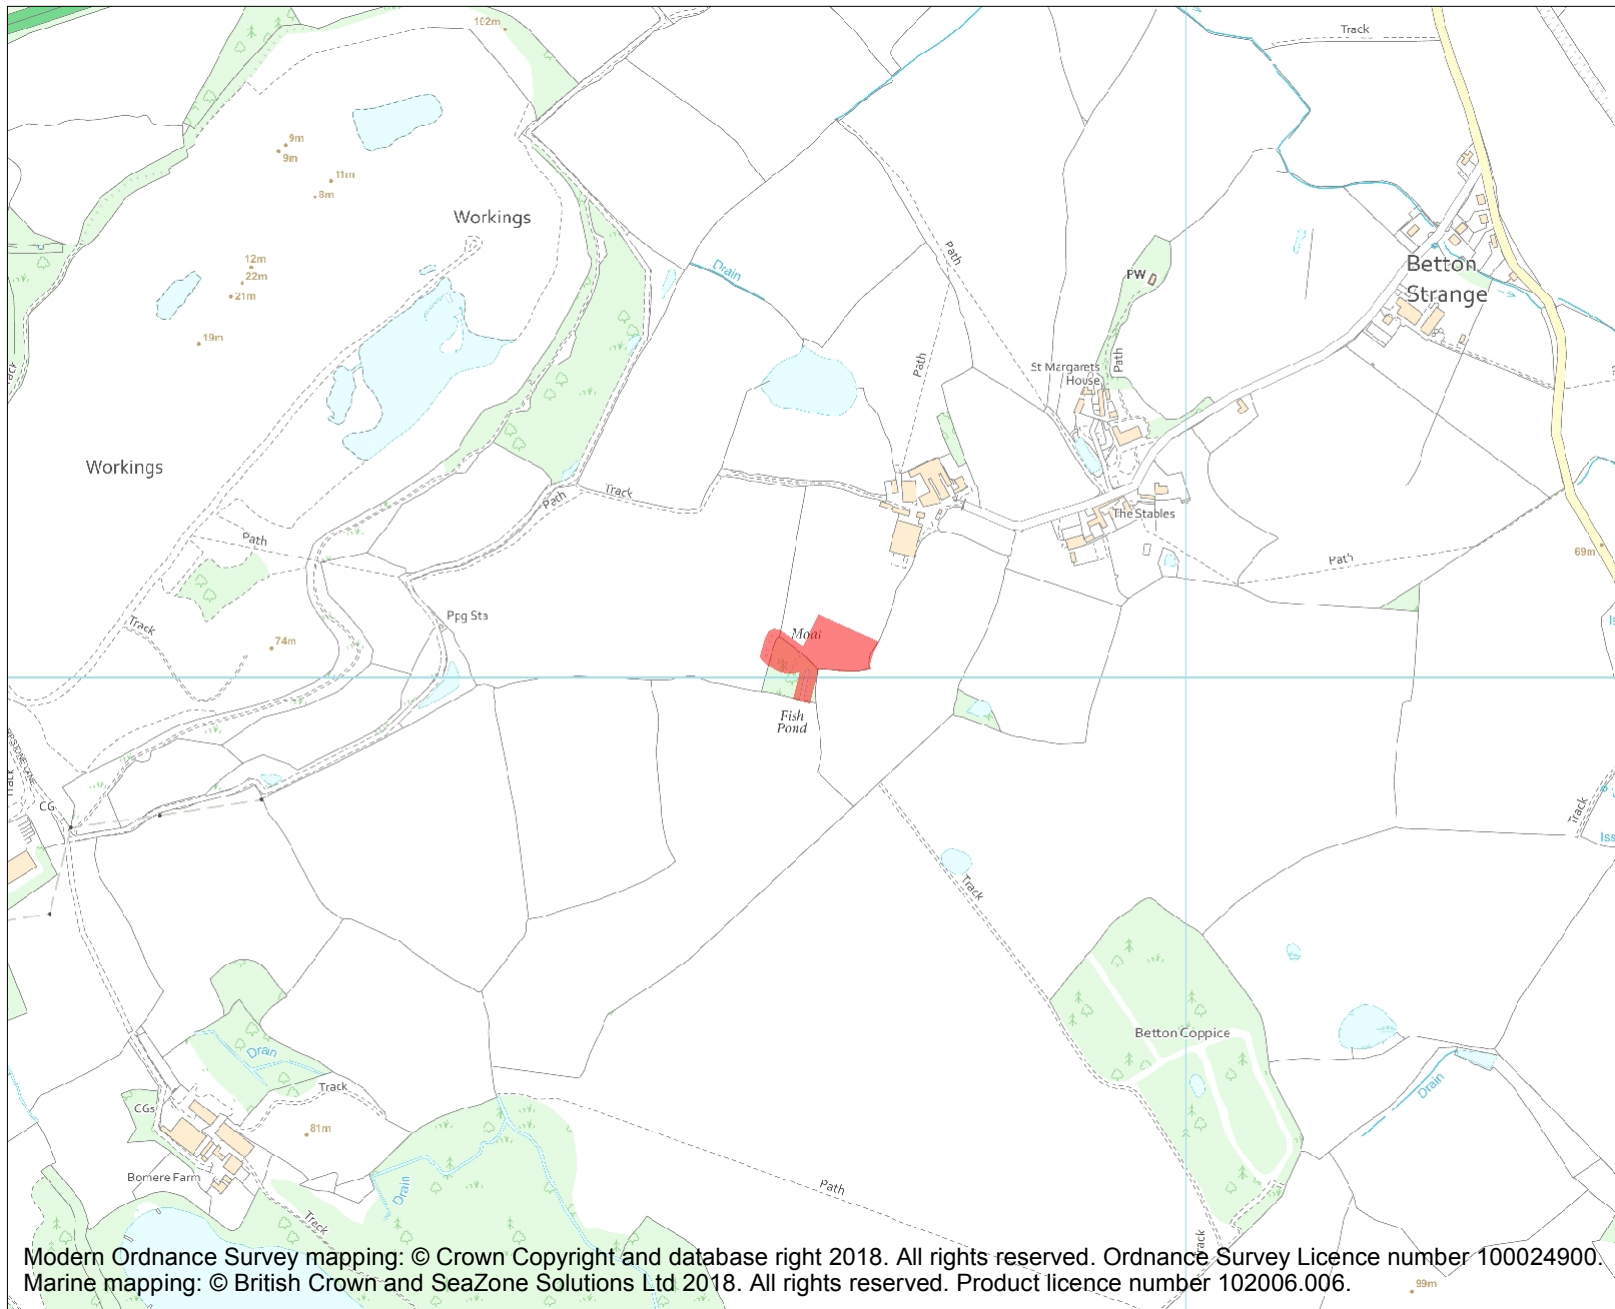 102m
Track
9m
9m
11m
8m
Workings
Path
Drain
12m
22m
21m
PW
Betton
Strange
19m
Path
Path
St Margarets
House
Workings
Track
Path
The Stables
Path
Path
69m
Track
Ppg Sta
Moat
74m
Fish
Pond
Track
CG
Track
Track
Betton Coppice
Drain
Track
CGs
Drain
81m
Bomere Farm
Drain
Path
Track
Track
99m
Modern Ordnance Survey mapping: © Crown Copyright and database right 2018. All rights reserved. Ordnance Survey Licence number 100024900.
Marine mapping: © British Crown and SeaZone Solutions Ltd 2018. All rights reserved. Product licence number 102006.006.